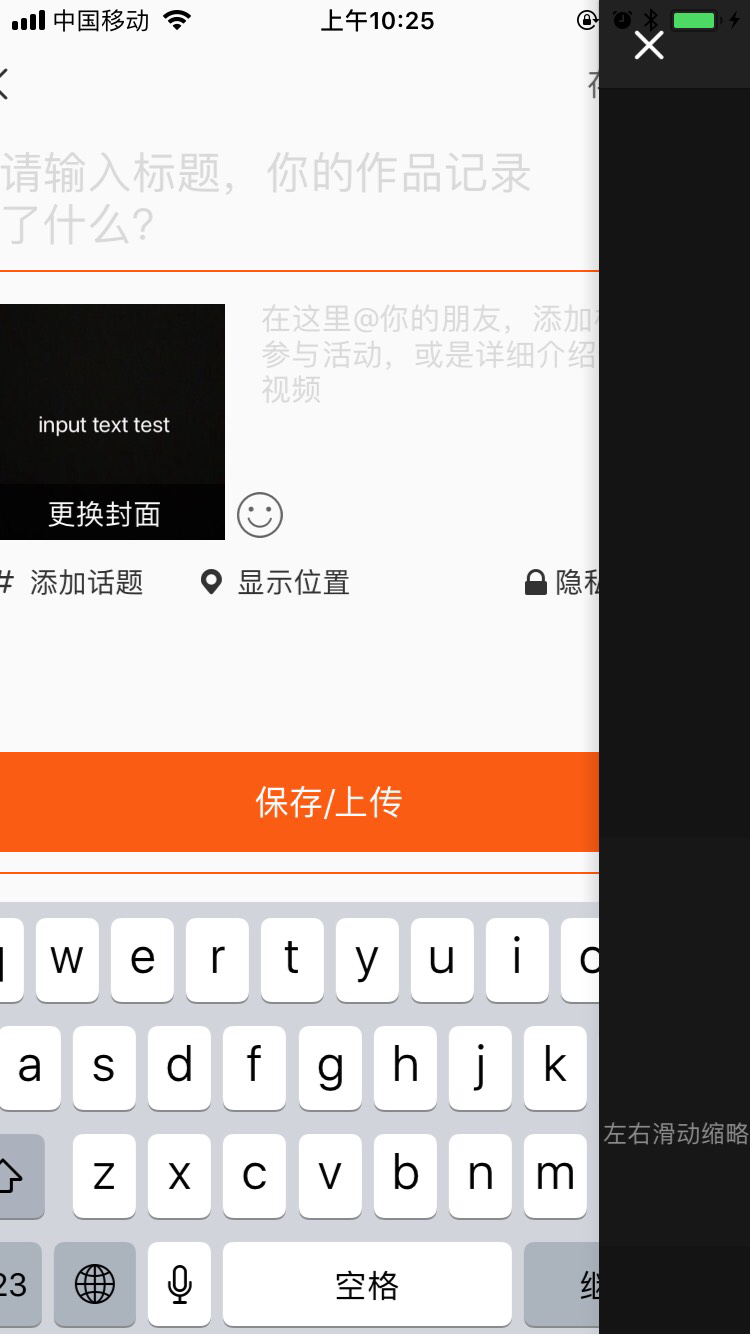 中国移动
上午10:25
请输入标题，你的作品记录
了什么?
在这里@你的朋友，添加
参与活动，或是详细介绍
视频
input text test
更换封面
# 添加话题
显示位置
隐私
保存/上传
w e r t y u i
a s d f g h j k
左右滑动缩略
z x c v b n m
23
空格